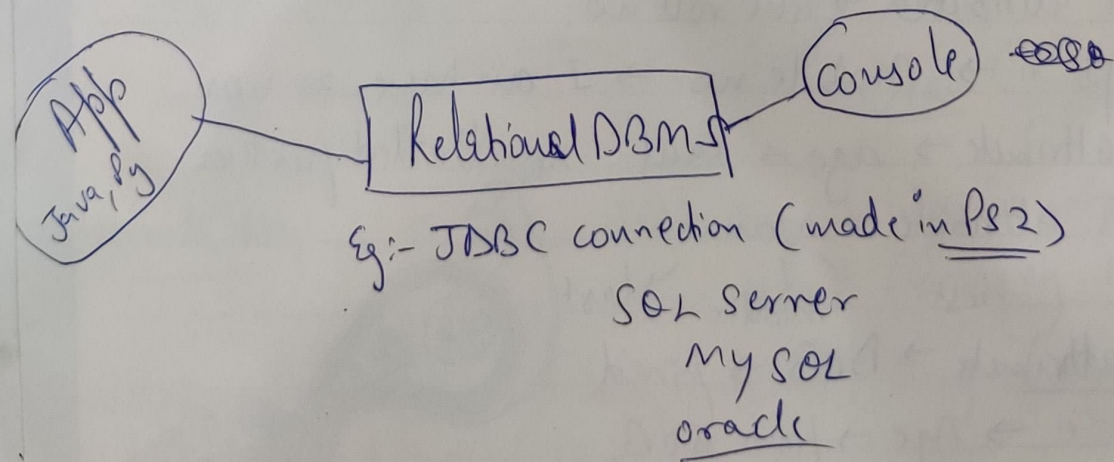 App
Java, Py
Relational DBMS
Console
Eg:- JDBC connection (made in PS2)
SQL Server
MySQL
oracle